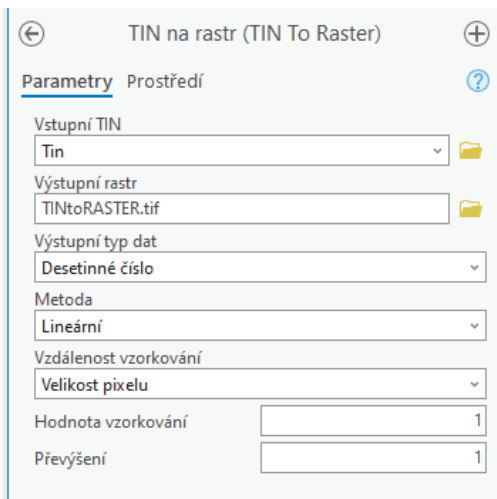 TIN na rastr (TIN To Raster)
Parametry Prostředí
Vstupní TIN
Tin
Výstupní rastr
TINtoRASTER.tif
Výstupní typ dat
Desetinné číslo
Metoda
Lineární
Vzdálenost vzorkování
Velikost pixelu
Hodnota vzorkování 1
Převýšení 1